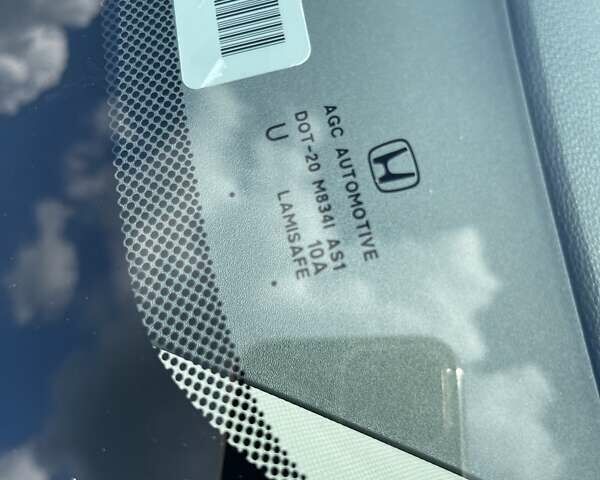 AGC AUTOMOTIVE
DOT-20 M834I AS1
U 10A
LAMISAFE